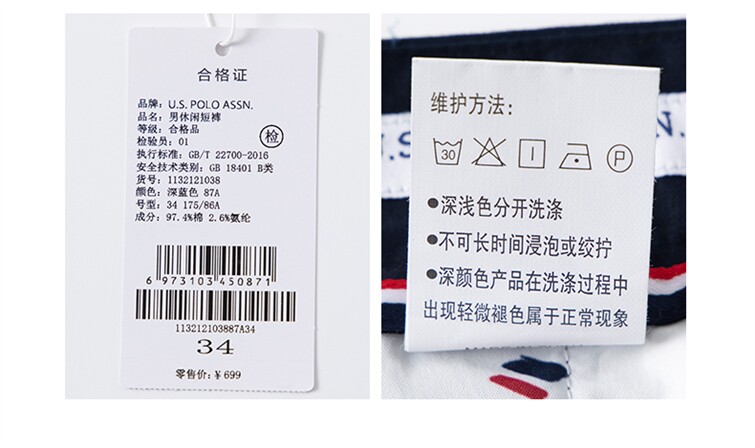 合格证
品牌: U.S. POLO ASSN.
品名: 男休闲短裤
等级: 合格品
检验员: 01
检
执行标准: GB/T 22700-2016
安全技术类别: GB 18401 B类
货号: 1132121038
颜色: 深蓝色 87A
号型: 34 175/86A
成分: 97.4%棉 2.6%氨纶
6 973103 450871
113212103887A34
34
零售价: ¥ 699
维护方法:
30
P
●深浅色分开洗涤
●不可长时间浸泡或绞拧
●深颜色产品在洗涤过程中
出现轻微褪色属于正常现象